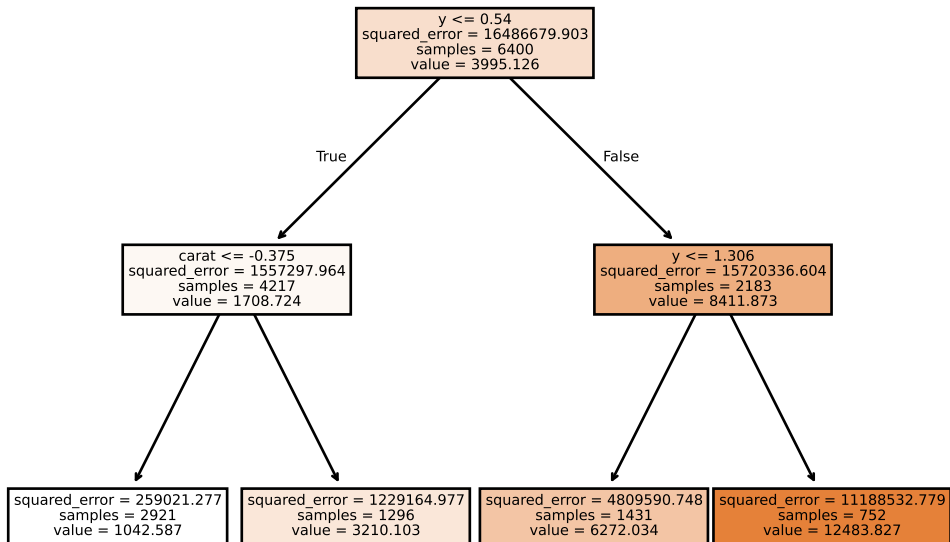 y <= 0.54
squared_error = 16486679.903
samples = 6400
value = 3995.126
True
False
carat <= -0.375
squared_error = 1557297.964
samples = 4217
value = 1708.724
y <= 1.306
squared_error = 15720336.604
samples = 2183
value = 8411.873
squared_error = 259021.277
samples = 2921
value = 1042.587
squared_error = 1229164.977
samples = 1296
value = 3210.103
squared_error = 4809590.748
samples = 1431
value = 6272.034
squared_error = 11188532.779
samples = 752
value = 12483.827